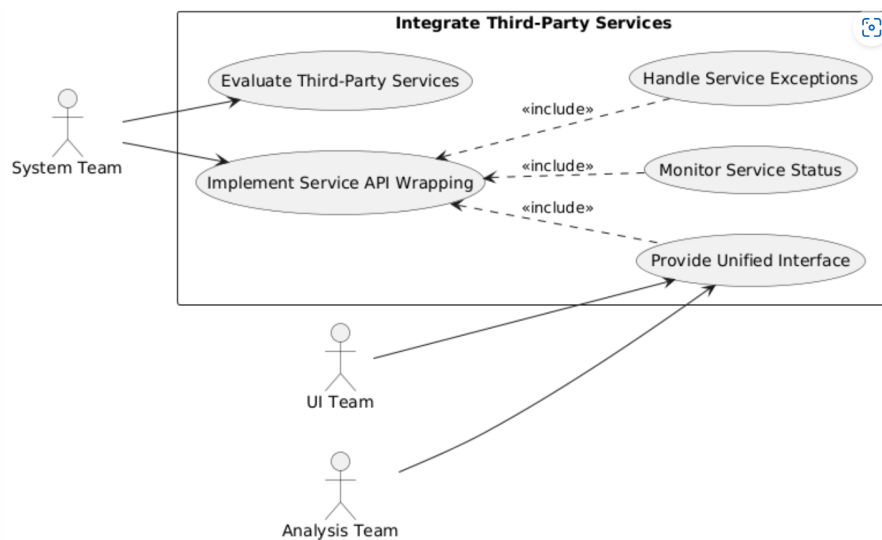 Integrate Third-Party Services
Evaluate Third-Party Services
Handle Service Exceptions
«include»
System Team
Implement Service API Wrapping
«include»
Monitor Service Status
«include»
Provide Unified Interface
UI Team
Analysis Team